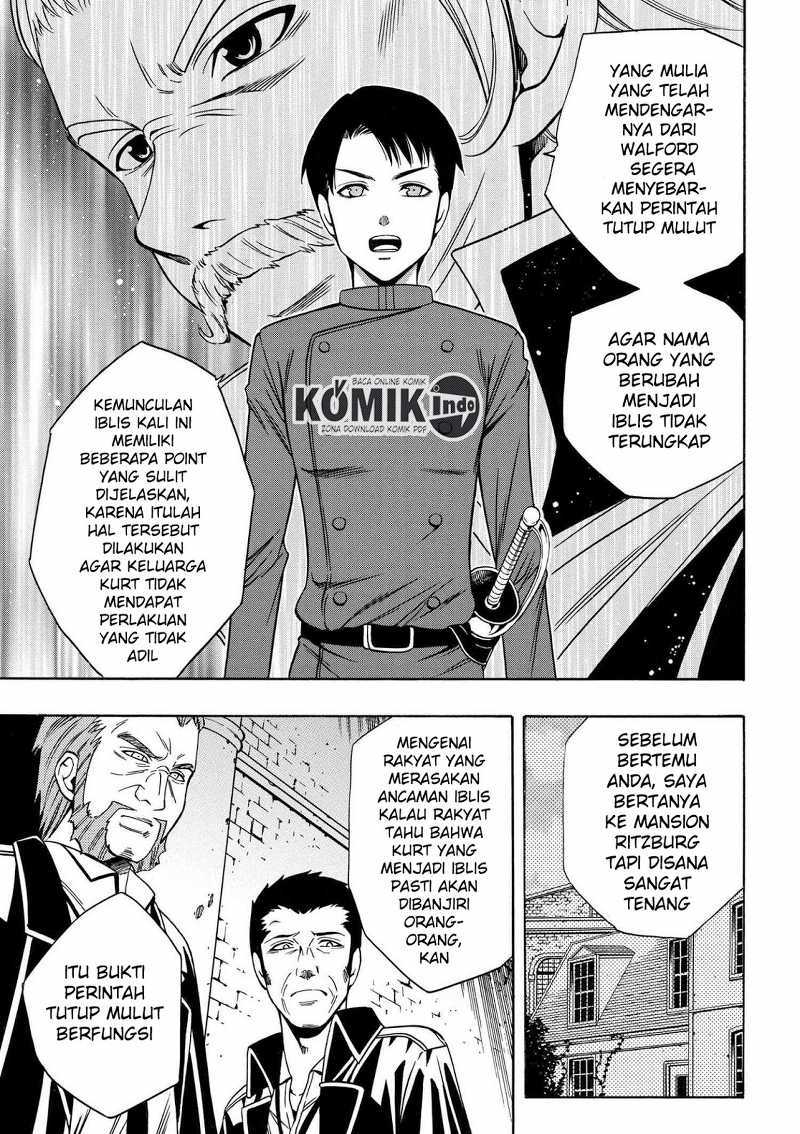 YANG MULIA
YANG TELAH
MENDENGAR-
NYA DARI
WALFORD
SEGERA
MENYEBAR-
KAN PERINTAH
TUTUP MULUT
AGAR NAMA
ORANG YANG
BERUBAH
MENJADI
IBLIS TIDAK
TERUNGKAP
BACA ONLINE KOMIK
KOMIK Indo
ZONA DOWNLOAD KOMIK PDF
KEMUNCULAN
IBLIS KALI INI
MEMILIKI
BEBERAPA POINT
YANG SULIT
DIJELASKAN,
KARENA ITULAH
HAL TERSEBUT
DILAKUKAN
AGAR KELUARGA
KURT TIDAK
MENDAPAT
PERLAKUAN
YANG TIDAK
ADIL
SEBELUM
BERTEMU
ANDA, SAYA
BERTANYA
KE MANSION
RITZBURG
TAPI DISANA
SANGAT
TENANG
MENGENAI
RAKYAT YANG
MERASAKAN
ANCAMAN IBLIS
KALAU RAKYAT
TAHU BAHWA
KURT YANG
MENJADI IBLIS
PASTI AKAN
DIBANJIRI
ORANG-
ORANG,
KAN
ITU BUKTI
PERINTAH
TUTUP MULUT
BERFUNGSI